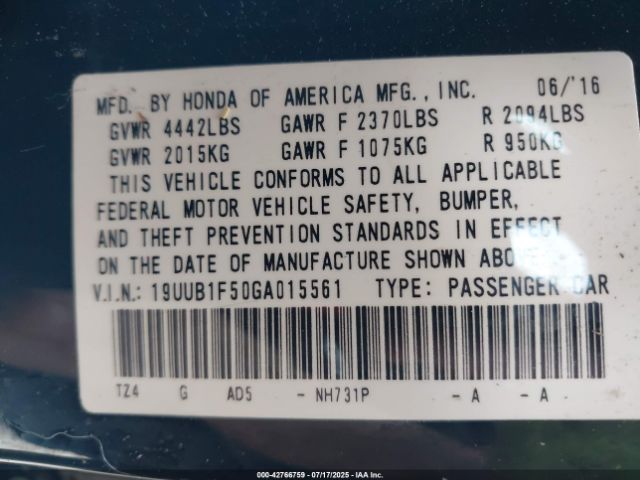 MFD. BY HONDA OF AMERICA MFG., INC. 06/'16
GVWR 4442LBS GAWR F 2370LBS R 2094LBS
GVWR 2015KG GAWR F 1075KG R 950KG
THIS VEHICLE CONFORMS TO ALL APPLICABLE
FEDERAL MOTOR VEHICLE SAFETY, BUMPER,
AND THEFT PREVENTION STANDARDS IN EFFECT
ON THE DATE OF MANUFACTURE SHOWN ABOVE
V.I.N.: 19UUB1F50GA015561 TYPE: PASSENGER CAR
TZ4 G AD5 - NH731P - A - A
000-42766759 - 07/17/2025 - IAAI.COM